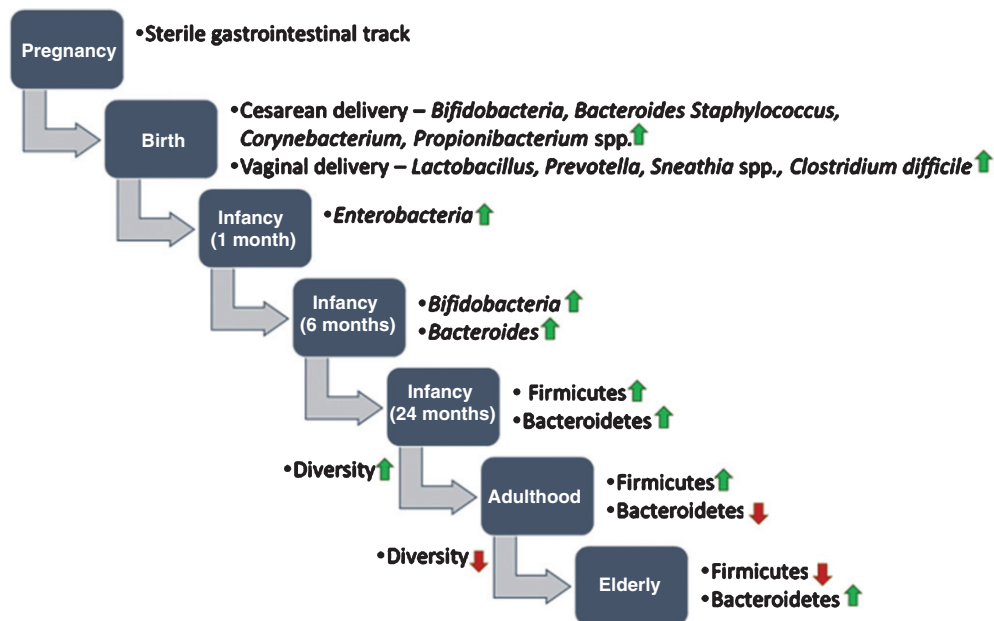 Pregnancy
•Sterile gastrointestinal track
Birth
•Cesarean delivery – Bifidobacteria, Bacteroides Staphylococcus,
Corynebacterium, Propionibacterium spp.
•Vaginal delivery – Lactobacillus, Prevotella, Sneathia spp., Clostridium difficile
Infancy
(1 month)
•Enterobacteria
Infancy
(6 months)
•Bifidobacteria
•Bacteroides
Infancy
(24 months)
• Firmicutes
•Bacteroidetes
•Diversity
Adulthood
•Firmicutes
•Bacteroidetes
•Diversity
Elderly
•Firmicutes
•Bacteroidetes